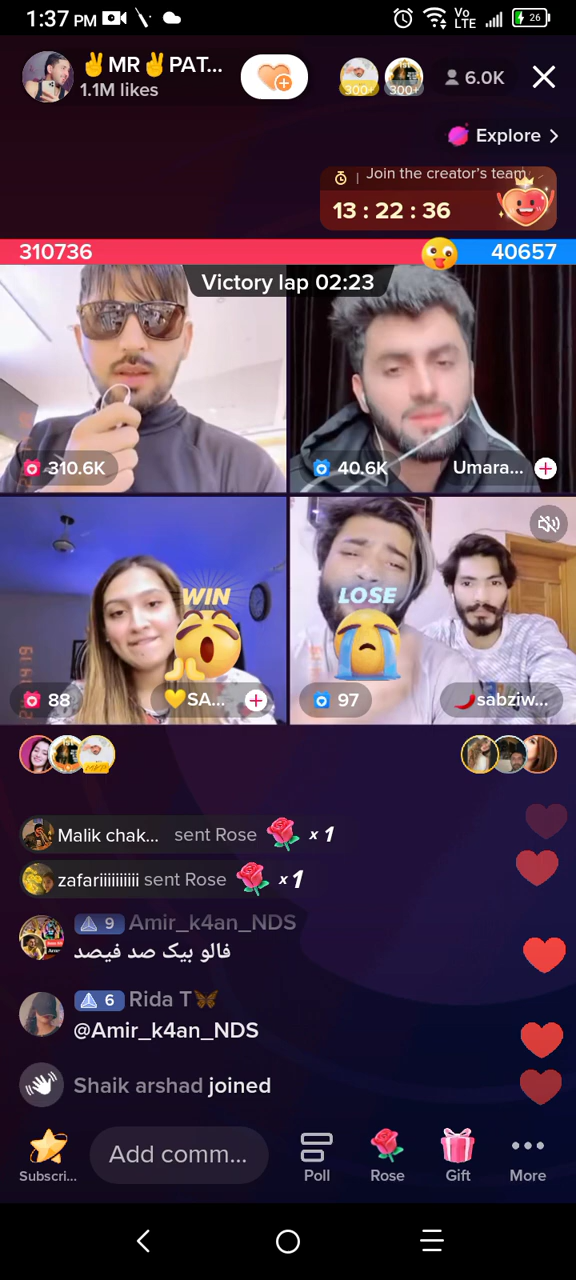 1:37 PM
Vo
LTE
26
✌MR✌PAT...
1.1M likes
300+
300+
6.0K
Explore >
Join the creator's team
13 : 22 : 36
310736
40657
Victory lap 02:23
310.6K
40.6K
Umara...
WIN
LOSE
88
💛SA...
97
🌶sabziw...
Malik chak... sent Rose x 1
zafariiiiiiiiii sent Rose x 1
9 Amir_k4an_NDS
فالو بیک صد فیصد
6 Rida T🦋
@Amir_k4an_NDS
Shaik arshad joined
Subscri...
Add comm...
Poll
Rose
Gift
More